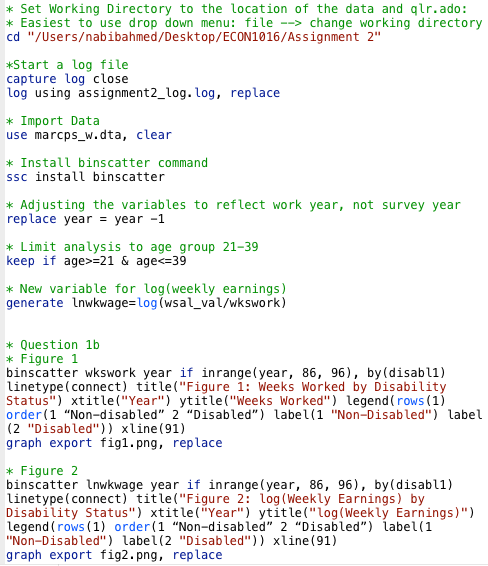 * Set Working Directory to the location of the data and qlr.ado:
* Easiest to use drop down menu: file --> change working directory
cd "/Users/nabibahmed/Desktop/ECON1016/Assignment 2"
*Start a log file
capture log close
log using assignment2_log.log, replace
* Import Data
use marcps_w.dta, clear
* Install binscatter command
ssc install binscatter
* Adjusting the variables to reflect work year, not survey year
replace year = year -1
* Limit analysis to age group 21-39
keep if age>=21 & age<=39
* New variable for log(weekly earnings)
generate lnwkwage=log(wsal_val/wkswork)
* Question 1b
* Figure 1
binscatter wkswork year if inrange(year, 86, 96), by(disabl1)
linetype(connect) title("Figure 1: Weeks Worked by Disability
Status") xtitle("Year") ytitle("Weeks Worked") legend(rows(1)
order(1 “Non-disabled” 2 “Disabled”) label(1 "Non-Disabled") label
(2 "Disabled")) xline(91)
graph export fig1.png, replace
* Figure 2
binscatter lnwkwage year if inrange(year, 86, 96), by(disabl1)
linetype(connect) title("Figure 2: log(Weekly Earnings) by
Disability Status") xtitle("Year") ytitle("log(Weekly Earnings)")
legend(rows(1) order(1 “Non-disabled” 2 “Disabled”) label(1
"Non-Disabled") label(2 "Disabled")) xline(91)
graph export fig2.png, replace